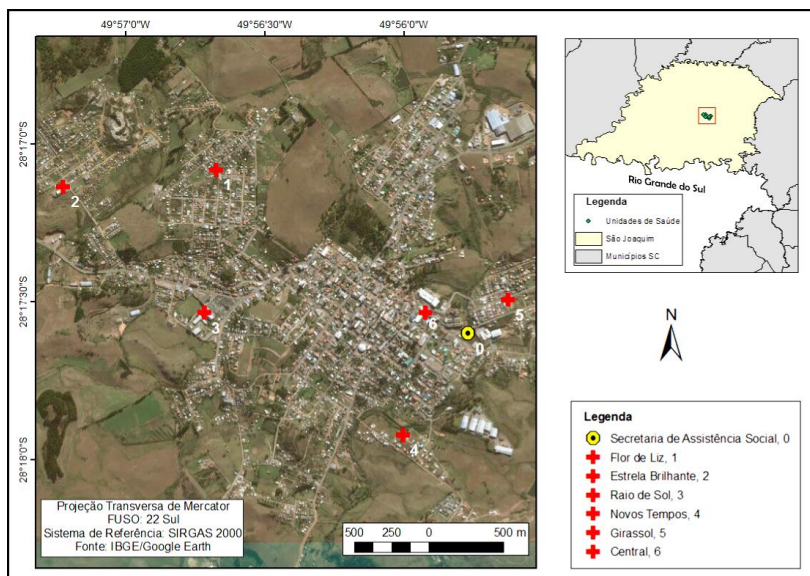 49°57'0"W
49°56'30"W
49°56'0"W
28°17'0"S
28°17'30"S
28°18'0"S
1
2
3
6
5
0
4
Projeção Transversa de Mercator
FUSO: 22 Sul
Sistema de Referência: SIRGAS 2000
Fonte: IBGE/Google Earth
500 250 0 500 m
Rio Grande do Sul
Legenda
Unidades de Saúde
São Joaquim
Municípios SC
N
Legenda
Secretaria de Assistência Social, 0
Flor de Liz, 1
Estrela Brilhante, 2
Raio de Sol, 3
Novos Tempos, 4
Girassol, 5
Central, 6